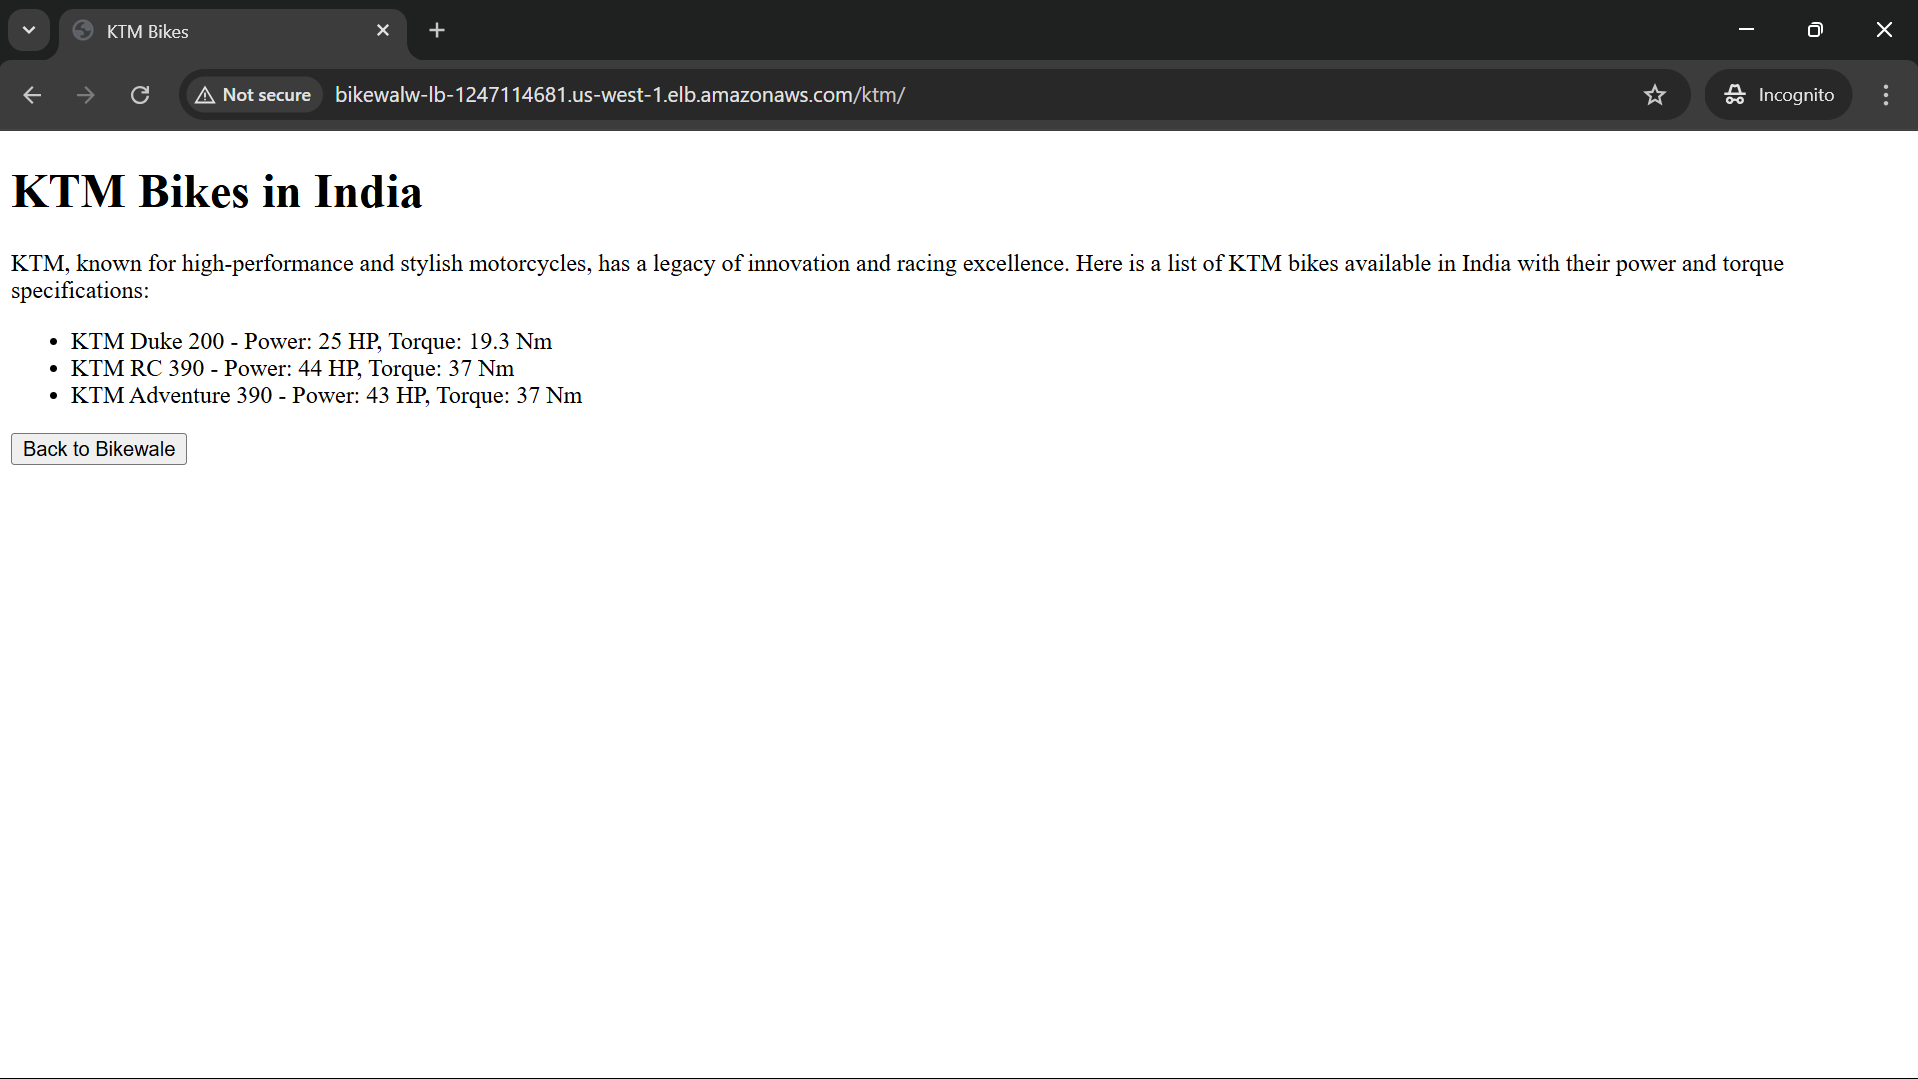 KTM Bikes
Not secure
bikewalw-lb-1247114681.us-west-1.elb.amazonaws.com/ktm/
Incognito
KTM Bikes in India
KTM, known for high-performance and stylish motorcycles, has a legacy of innovation and racing excellence. Here is a list of KTM bikes available in India with their power and torque
specifications:
• KTM Duke 200 - Power: 25 HP, Torque: 19.3 Nm
• KTM RC 390 - Power: 44 HP, Torque: 37 Nm
• KTM Adventure 390 - Power: 43 HP, Torque: 37 Nm
Back to Bikewale